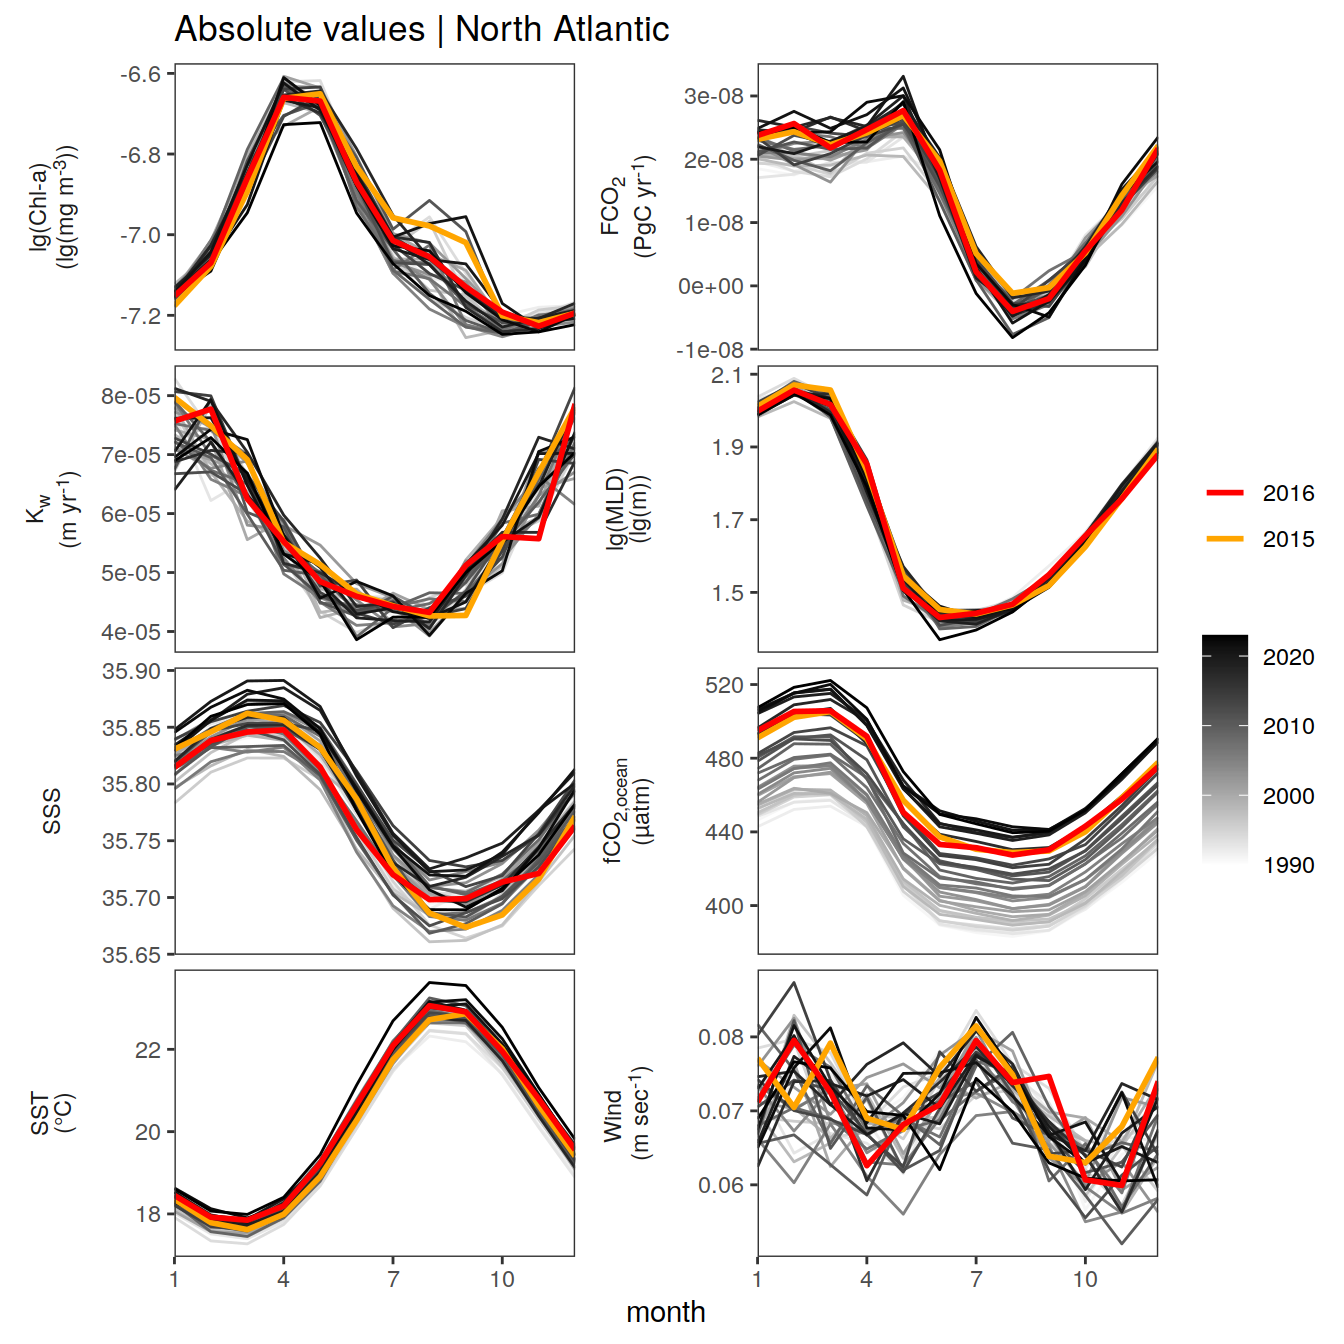 Absolute values | North Atlantic
lg(Chl-a)
(lg(mg m⁻³))
-6.6
-6.8
-7.0
-7.2
FCO₂
(PgC yr⁻¹)
3e-08
2e-08
1e-08
0e+00
-1e-08
Kw
(m yr⁻¹)
8e-05
7e-05
6e-05
5e-05
4e-05
lg(MLD)
(lg(m))
2.1
1.9
1.7
1.5
SSS
35.90
35.85
35.80
35.75
35.70
35.65
fCO2,ocean
(µatm)
520
480
440
400
SST
(°C)
22
20
18
Wind
(m sec⁻¹)
0.08
0.07
0.06
1 4 7 10
1 4 7 10
month
2016
2015
2020
2010
2000
1990